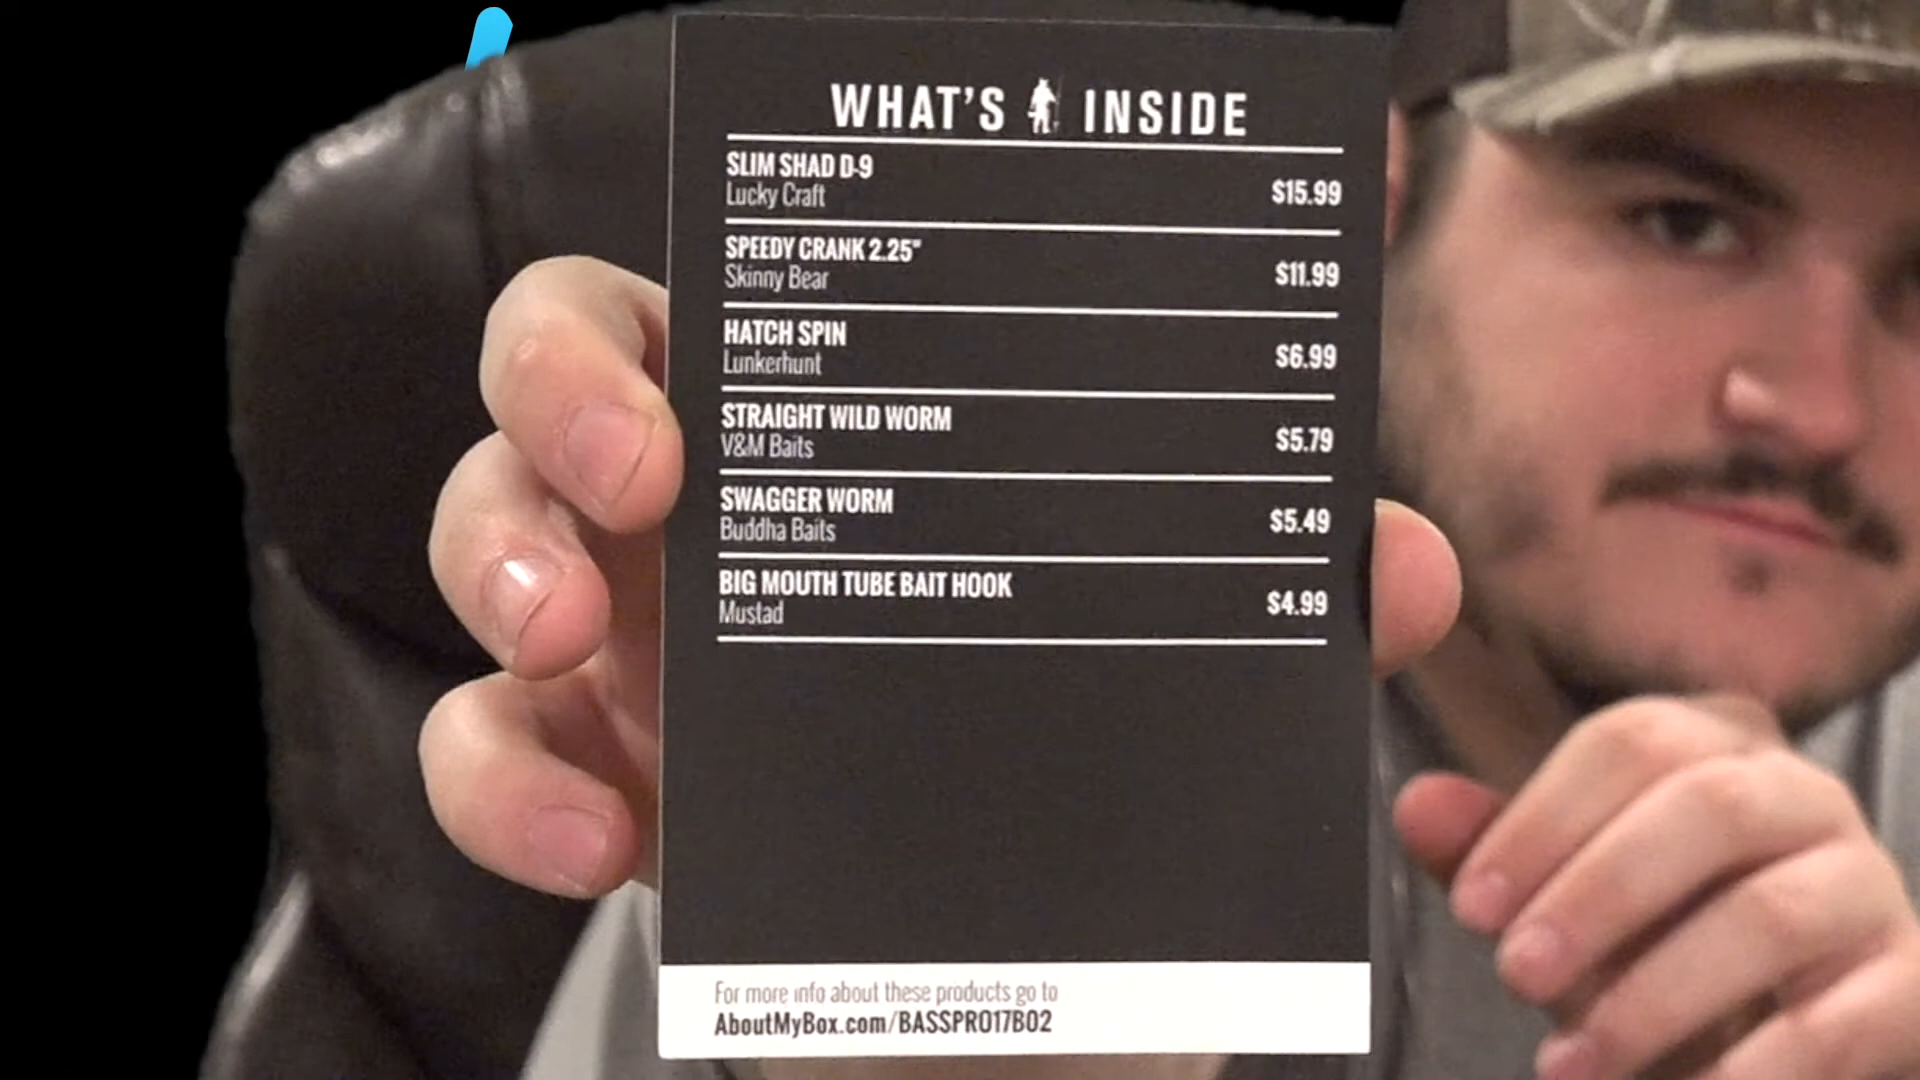 WHAT'S INSIDE
SLIM SHAD D-9
Lucky Craft
$15.99
SPEEDY CRANK 2.25"
Skinny Bear
$11.99
HATCH SPIN
Lunkerhunt
$6.99
STRAIGHT WILD WORM
V&M Baits
$5.79
SWAGGER WORM
Buddha Baits
$5.49
BIG MOUTH TUBE BAIT HOOK
Mustad
$4.99
For more info about these products go to
AboutMyBox.com/BASSPRO17B02